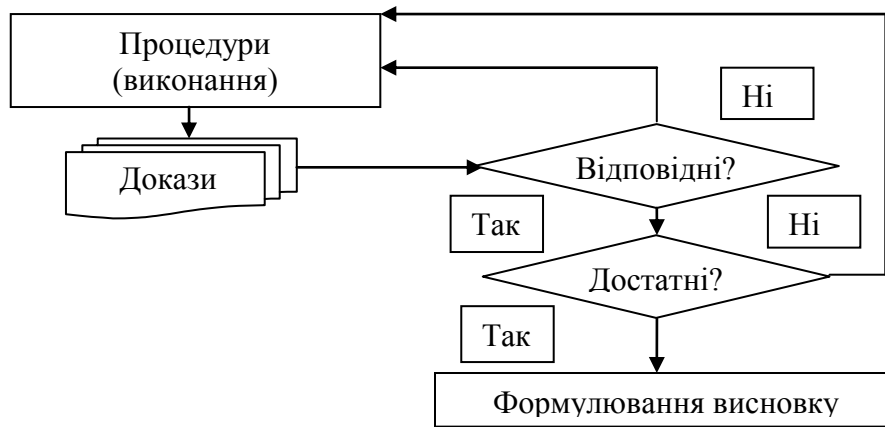 Процедури
(виконання)
Ні
Докази
Відповідні?
Так
Ні
Достатні?
Так
Формулювання висновку